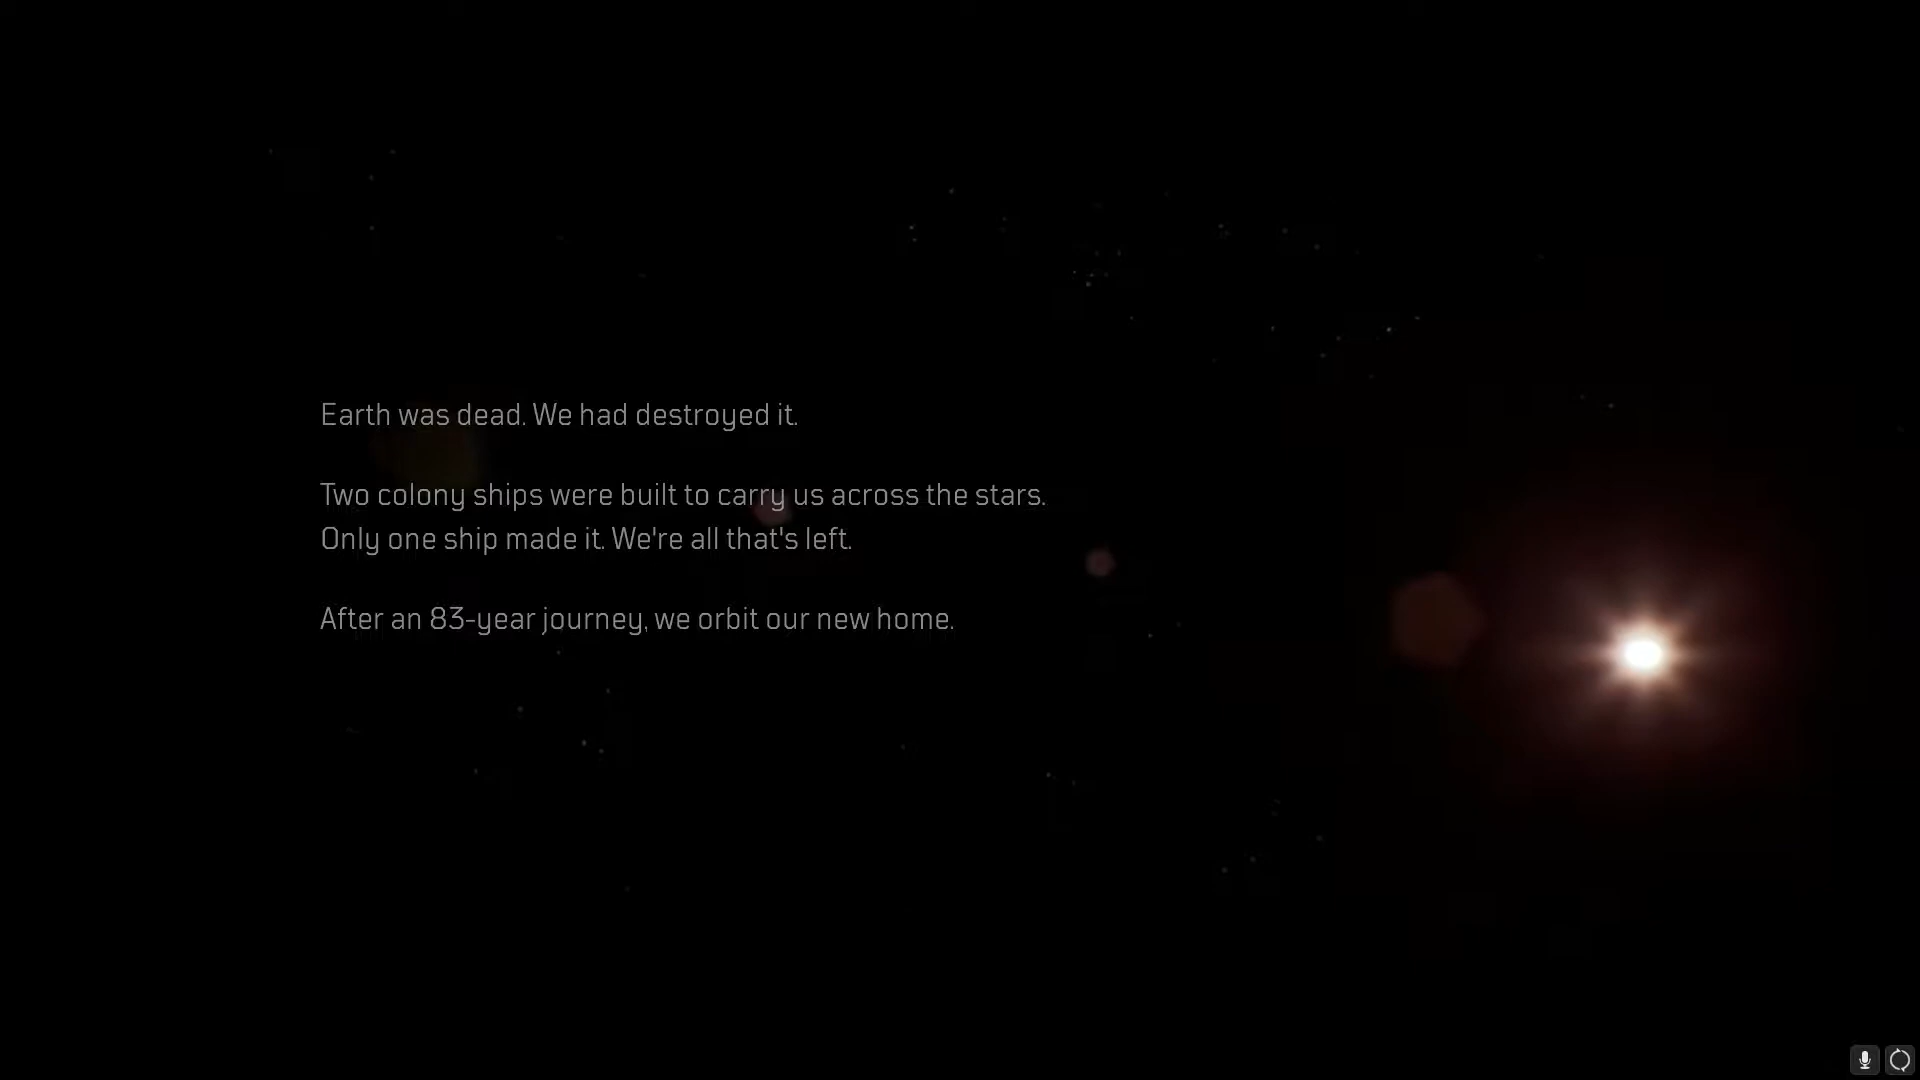 Earth was dead. We had destroyed it.
Two colony ships were built to carry us across the stars.
Only one ship made it. We're all that's left.
After an 83-year journey, we orbit our new home.